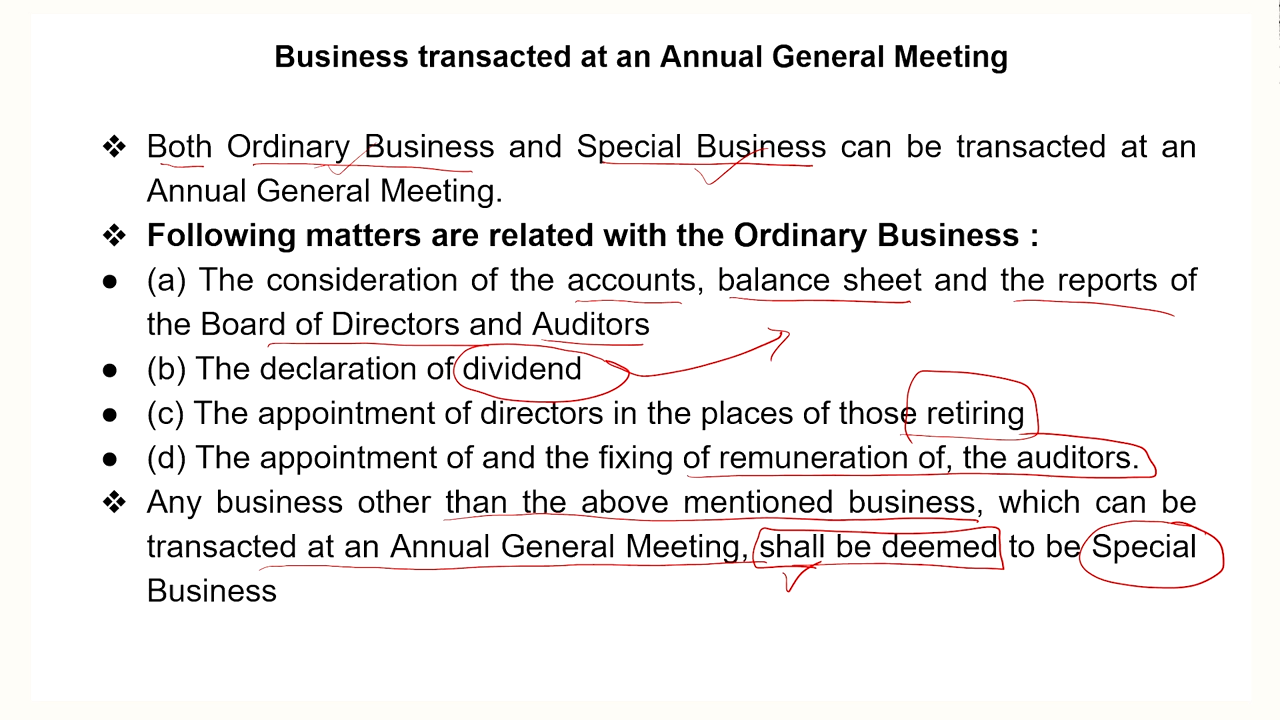 Business transacted at an Annual General Meeting
❖ Both Ordinary Business and Special Business can be transacted at an
Annual General Meeting.
❖ Following matters are related with the Ordinary Business :
● (a) The consideration of the accounts, balance sheet and the reports of
the Board of Directors and Auditors
● (b) The declaration of dividend
● (c) The appointment of directors in the places of those retiring
● (d) The appointment of and the fixing of remuneration of, the auditors.
❖ Any business other than the above mentioned business, which can be
transacted at an Annual General Meeting, shall be deemed to be Special
Business